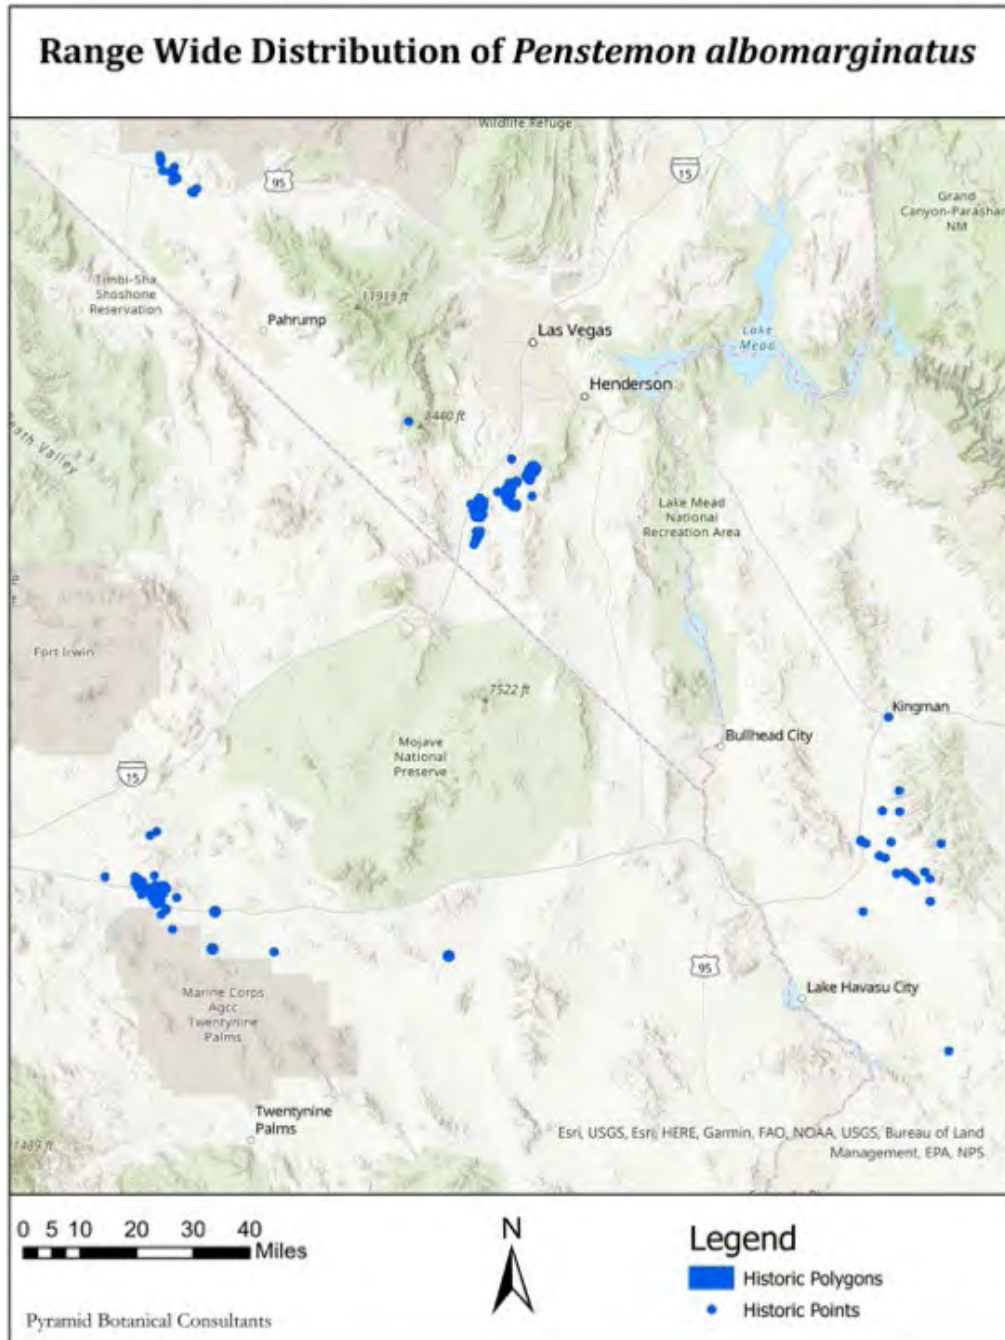 Range Wide Distribution of Penstemon albomarginatus
Wildlife Refuge
15
95
Grand
Canyon-Parashant
NM
Timbi-Sha
Shoshone
Reservation
11919 ft
Pahrump
Las Vegas
Lake
Mead
Henderson
8440 ft
eath Valley
Lake Mead
National
Recreation Area
Fort Irwin
7522 ft
Kingman
Bullhead City
Mojave
National
Preserve
15
95
Lake Havasu City
Marine Corps
Agcc
Twentynine
Palms
Twentynine
Palms
Esri, USGS, Esri, HERE, Garmin, FAO, NOAA, USGS, Bureau of Land
Management, EPA, NPS
0 5 10 20 30 40
Miles
N
Legend
Historic Polygons
Historic Points
Pyramid Botanical Consultants